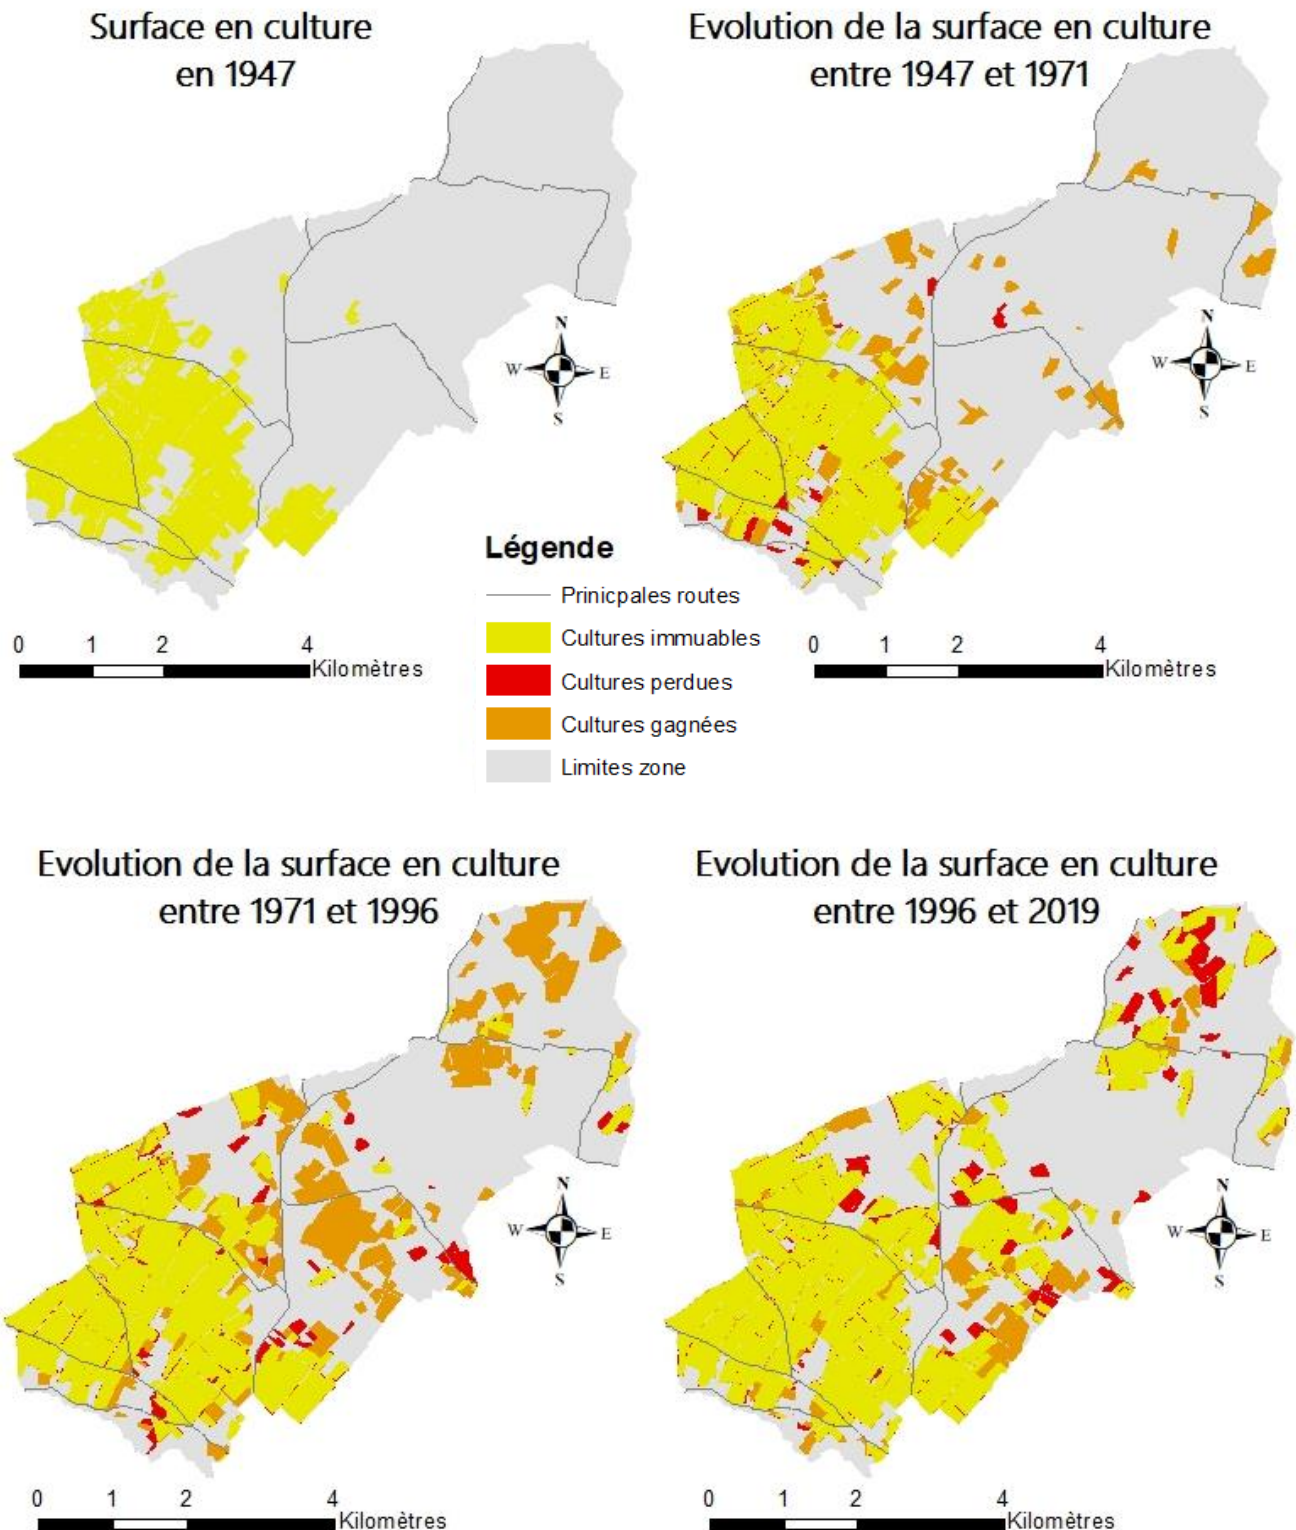 Surface en culture
en 1947
Evolution de la surface en culture
entre 1947 et 1971
N
W E
S
N
W E
S
Légende
Prinicpales routes
Cultures immuables
Cultures perdues
Cultures gagnées
Limites zone
0 1 2 4
Kilomètres
0 1 2 4
Kilomètres
Evolution de la surface en culture
entre 1971 et 1996
Evolution de la surface en culture
entre 1996 et 2019
N
W E
S
N
W E
S
0 1 2 4
Kilomètres
0 1 2 4
Kilomètres